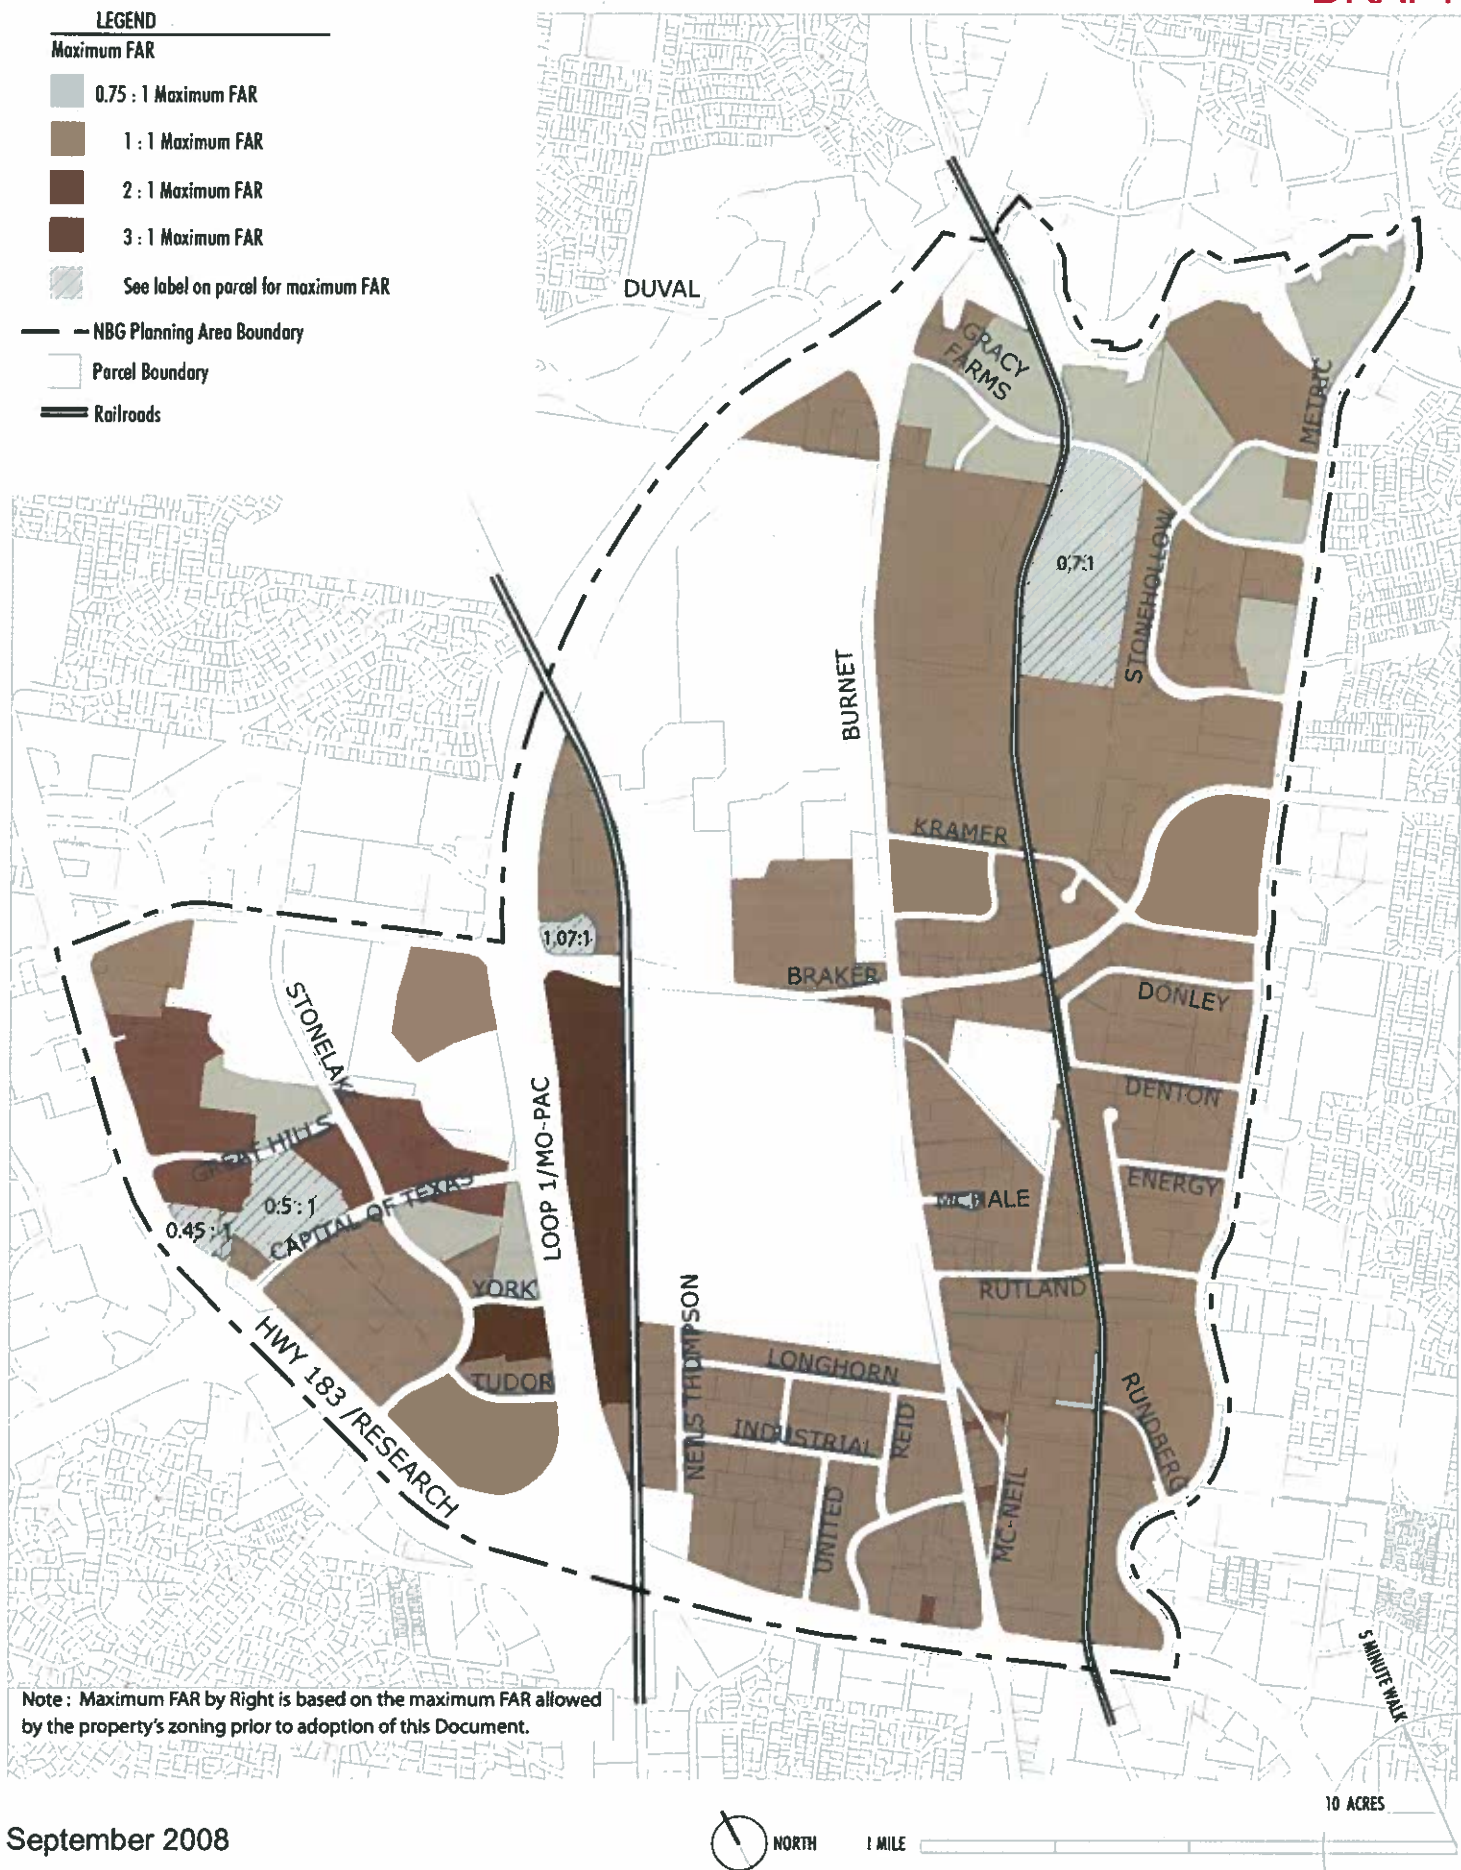 LEGEND
Maximum FAR
0.75 : 1 Maximum FAR
1 : 1 Maximum FAR
2 : 1 Maximum FAR
3 : 1 Maximum FAR
See label on parcel for maximum FAR
NBG Planning Area Boundary
Parcel Boundary
Railroads
DUVAL
GRACY
FARMS
METRIC
0.7:1
STONEHOLLOW
BURNET
KRAMER
1.07:1
BRAKER
DONLEY
STONELAKE
DENTON
LOOP 1/MO-PAC
GREAT HILLS
ENERGY
0.5 : 1
CAPITAL OF TEXAS
0.45 : 1
ALE
YORK
RUTLAND
HWY 183 /RESEARCH
NEILS THOMPSON
LONGHORN
TUDOR
RUNDBERG
INDUSTRIAL
REID
UNITED
MC-NEIL
5 MINUTE WALK
Note : Maximum FAR by Right is based on the maximum FAR allowed
by the property's zoning prior to adoption of this Document.
10 ACRES
September 2008
NORTH
1 MILE